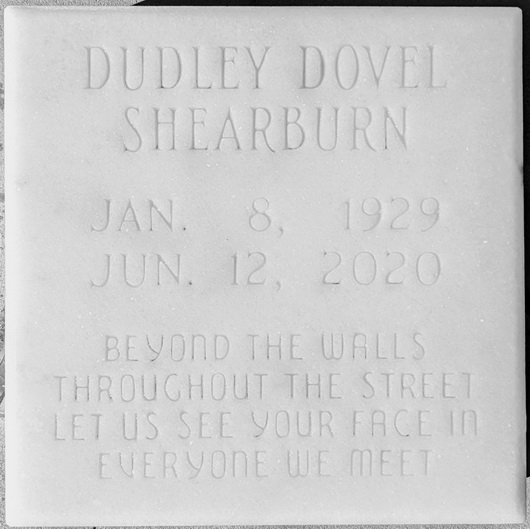 DUDLEY DOVEL
SHEARBURN
JAN. 8, 1929
JUN. 12, 2020
BEYOND THE WALLS
THROUGHOUT THE STREET
LET US SEE YOUR FACE IN
EVERYONE WE MEET